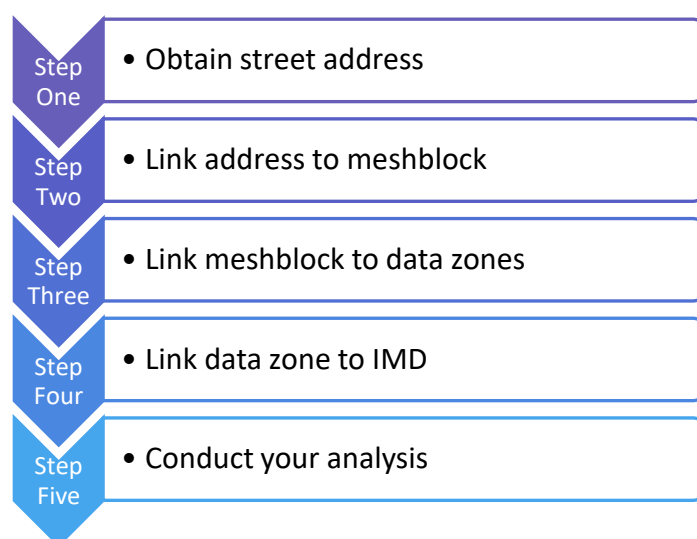 Step
One
• Obtain street address
Step
Two
• Link address to meshblock
Step
Three
• Link meshblock to data zones
Step
Four
• Link data zone to IMD
Step
Five
• Conduct your analysis